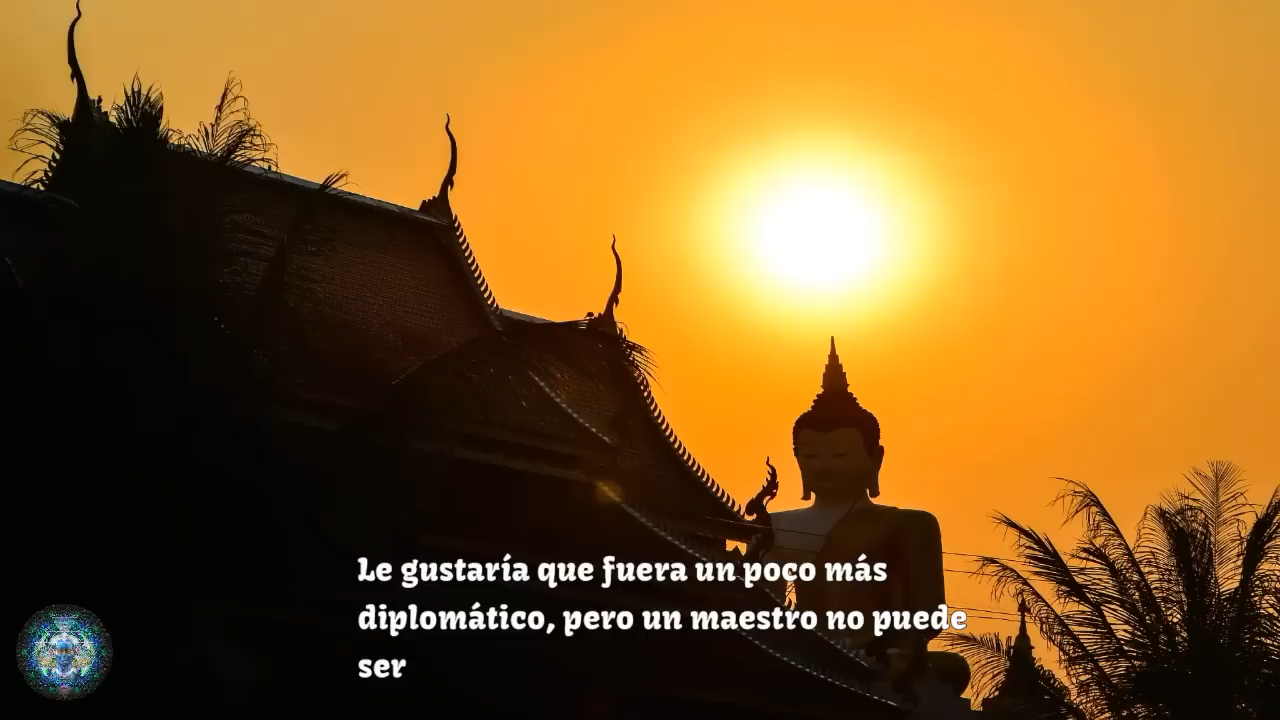 Le gustaría que fuera un poco más
diplomático, pero un maestro no puede
ser